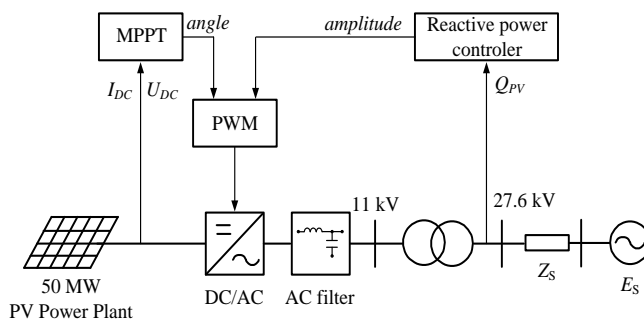 MPPT
angle
amplitude
Reactive power
controler
I_DC
U_DC
Q_PV
PWM
11 kV
27.6 kV
50 MW
PV Power Plant
DC/AC
AC filter
Z_S
E_S